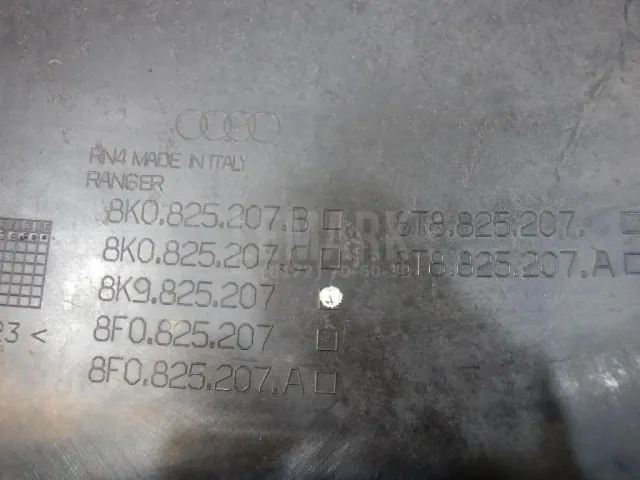 RN4 MADE IN ITALY
RANGER
8K0.825.207.B
8K0.825.207.C
8K9.825.207
8F0.825.207
8F0.825.207.A
8T8.825.207.
8T8.825.207.A
23 <